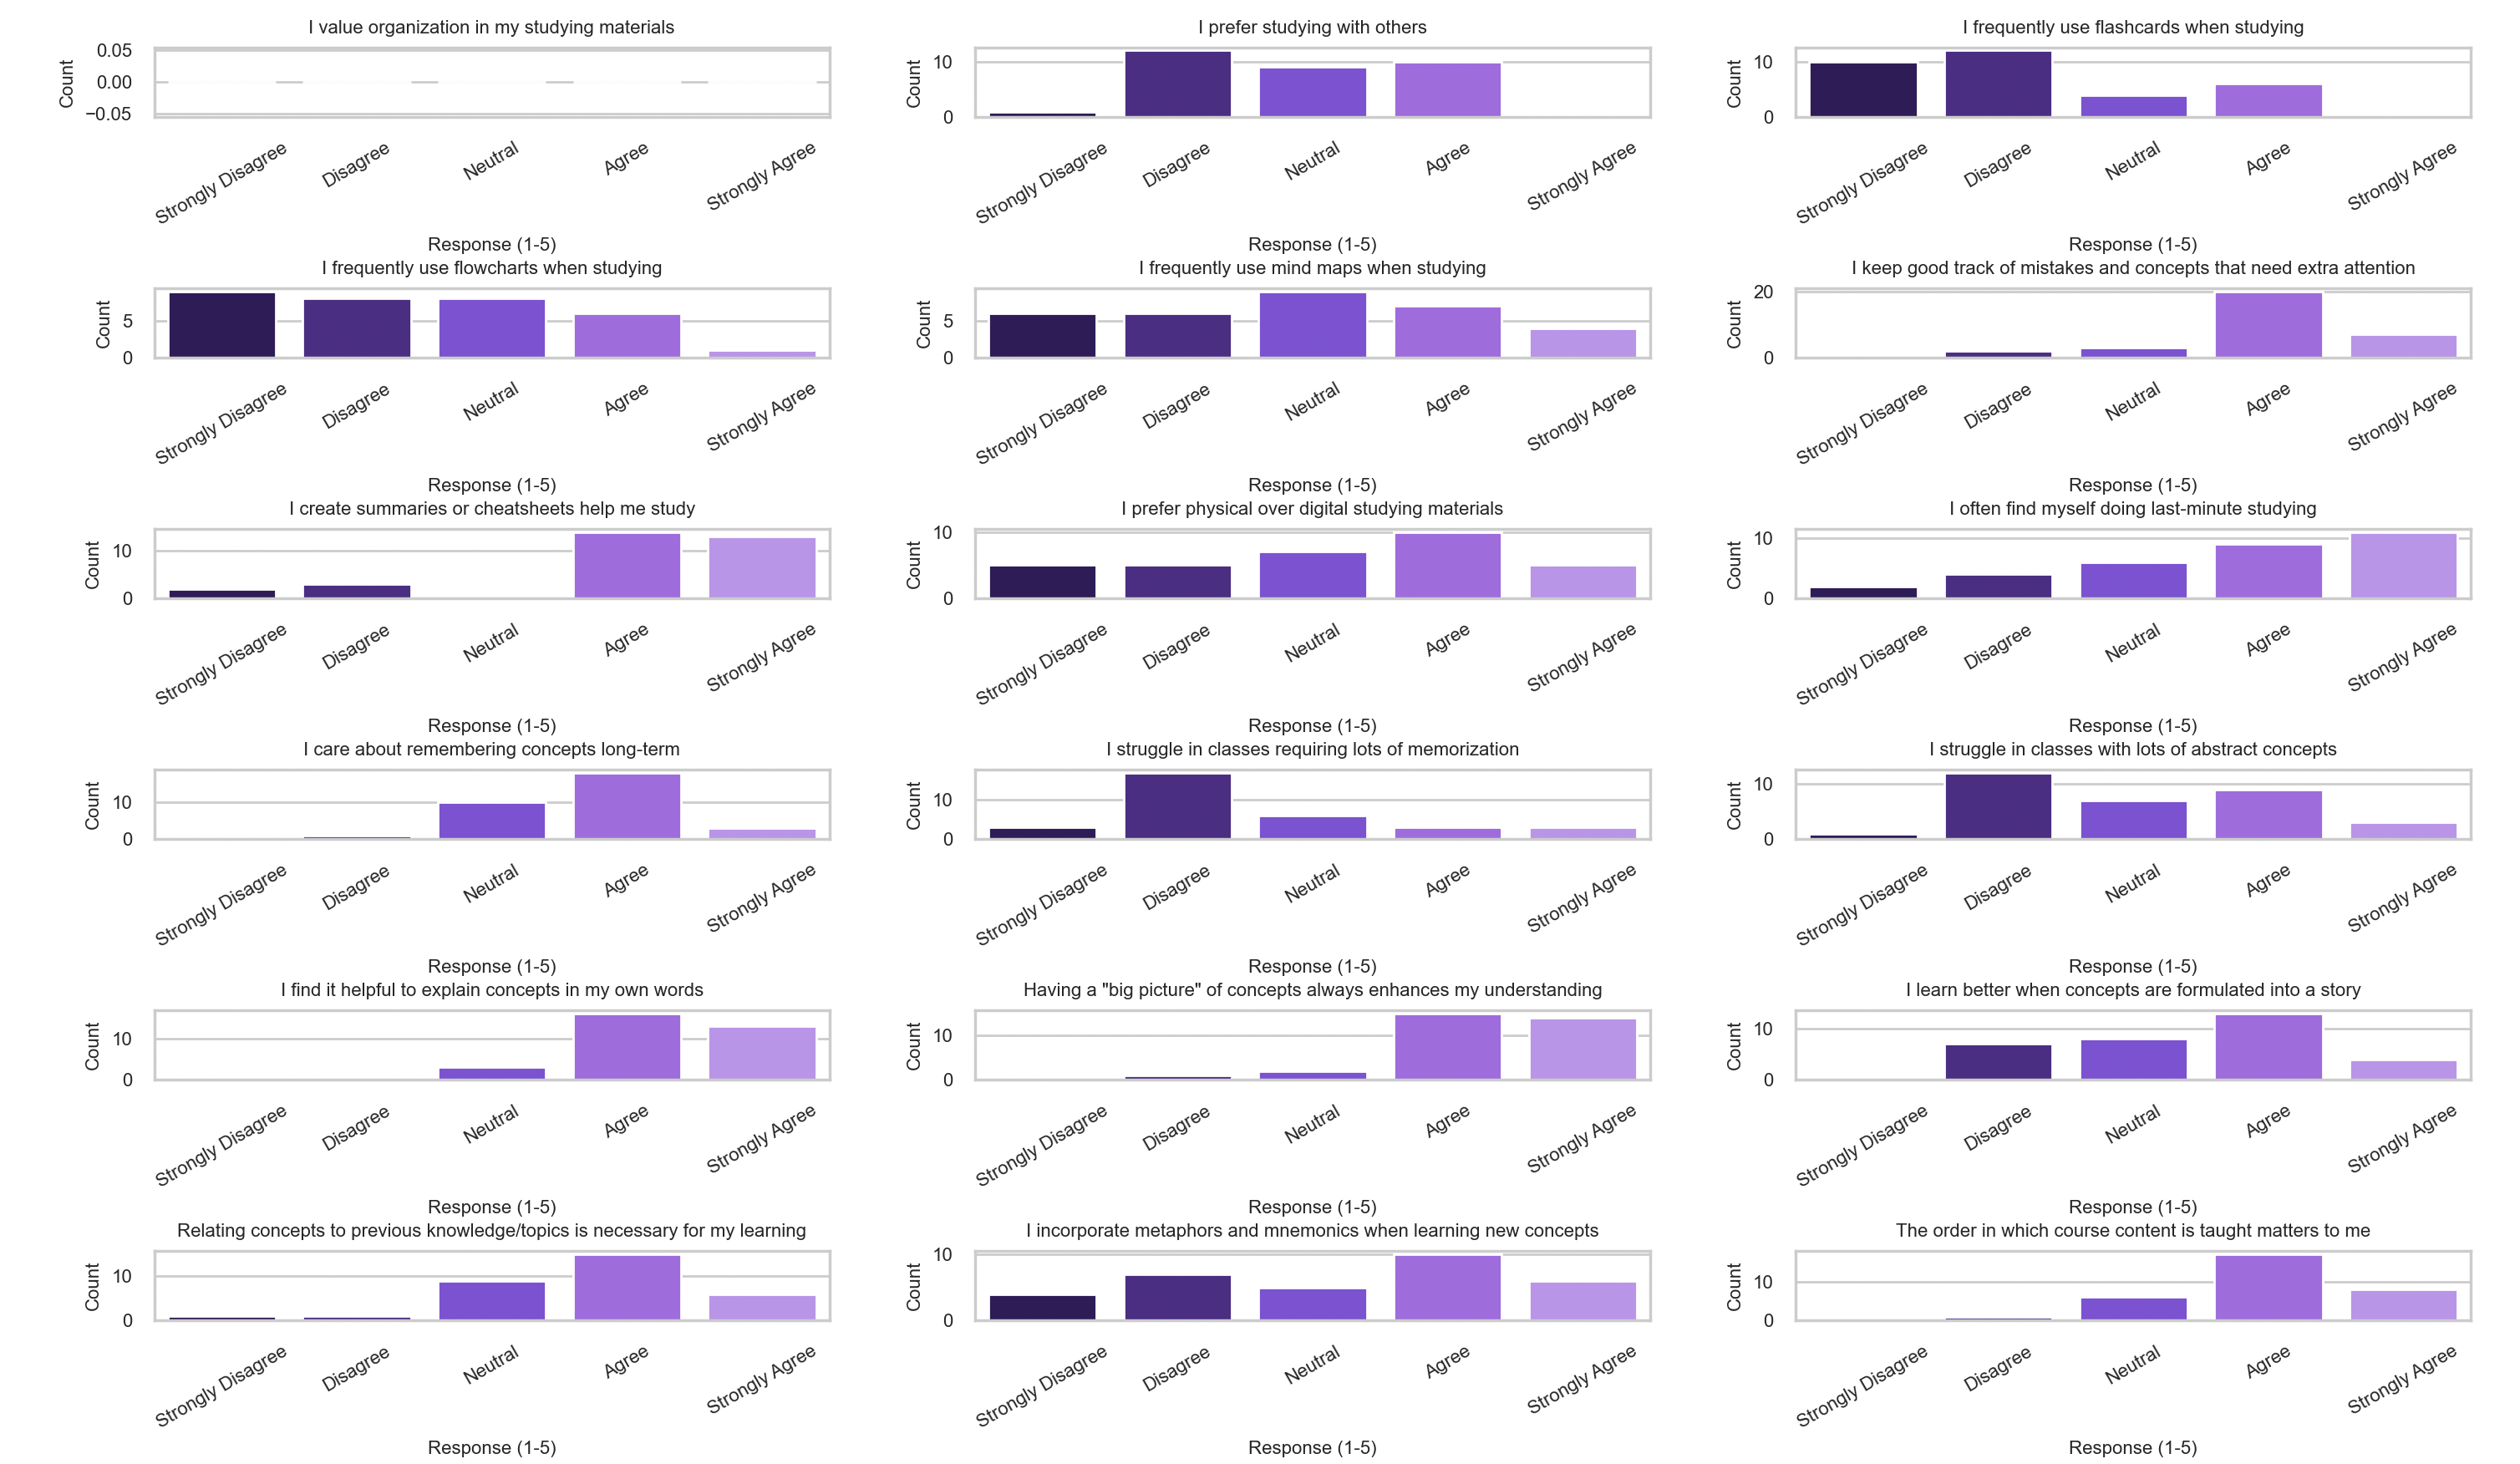 I value organization in my studying materials
Count
0.05
0.00
−0.05
Strongly Disagree
Disagree
Neutral
Agree
Strongly Agree
Response (1-5)
I prefer studying with others
Count
10
0
Strongly Disagree
Disagree
Neutral
Agree
Strongly Agree
Response (1-5)
I frequently use flashcards when studying
Count
10
0
Strongly Disagree
Disagree
Neutral
Agree
Strongly Agree
Response (1-5)
I frequently use flowcharts when studying
Count
5
0
Strongly Disagree
Disagree
Neutral
Agree
Strongly Agree
Response (1-5)
I frequently use mind maps when studying
Count
5
0
Strongly Disagree
Disagree
Neutral
Agree
Strongly Agree
Response (1-5)
I keep good track of mistakes and concepts that need extra attention
Count
20
0
Strongly Disagree
Disagree
Neutral
Agree
Strongly Agree
Response (1-5)
I create summaries or cheatsheets help me study
Count
10
0
Strongly Disagree
Disagree
Neutral
Agree
Strongly Agree
Response (1-5)
I prefer physical over digital studying materials
Count
10
0
Strongly Disagree
Disagree
Neutral
Agree
Strongly Agree
Response (1-5)
I often find myself doing last-minute studying
Count
10
0
Strongly Disagree
Disagree
Neutral
Agree
Strongly Agree
Response (1-5)
I care about remembering concepts long-term
Count
10
0
Strongly Disagree
Disagree
Neutral
Agree
Strongly Agree
Response (1-5)
I struggle in classes requiring lots of memorization
Count
10
0
Strongly Disagree
Disagree
Neutral
Agree
Strongly Agree
Response (1-5)
I struggle in classes with lots of abstract concepts
Count
10
0
Strongly Disagree
Disagree
Neutral
Agree
Strongly Agree
Response (1-5)
I find it helpful to explain concepts in my own words
Count
10
0
Strongly Disagree
Disagree
Neutral
Agree
Strongly Agree
Response (1-5)
Having a "big picture" of concepts always enhances my understanding
Count
10
0
Strongly Disagree
Disagree
Neutral
Agree
Strongly Agree
Response (1-5)
I learn better when concepts are formulated into a story
Count
10
0
Strongly Disagree
Disagree
Neutral
Agree
Strongly Agree
Response (1-5)
Relating concepts to previous knowledge/topics is necessary for my learning
Count
10
0
Strongly Disagree
Disagree
Neutral
Agree
Strongly Agree
Response (1-5)
I incorporate metaphors and mnemonics when learning new concepts
Count
10
0
Strongly Disagree
Disagree
Neutral
Agree
Strongly Agree
Response (1-5)
The order in which course content is taught matters to me
Count
10
0
Strongly Disagree
Disagree
Neutral
Agree
Strongly Agree
Response (1-5)